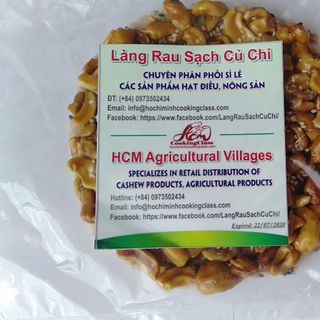 Làng Rau Sạch Củ Chi
CHUYÊN PHÂN PHỐI SỈ LẺ
CÁC SẢN PHẨM HẠT ĐIỀU, NÔNG SẢN
ĐT: (+84) 0973502434
Email: info@hochiminhcookingclass.com
Facebook: https://www.facebook.com/LangRauSachCuChi/
Hcm
CookingClass
HCM Agricultural Villages
SPECIALIZES IN RETAIL DISTRIBUTION OF
CASHEW PRODUCTS, AGRICULTURAL PRODUCTS
Hotline: (+84) 0973502434
Email: info@hochiminhcookingclass.com
Facebook: https://www.facebook.com/LangRauSachCuChi/
Expired: 22/07/2020